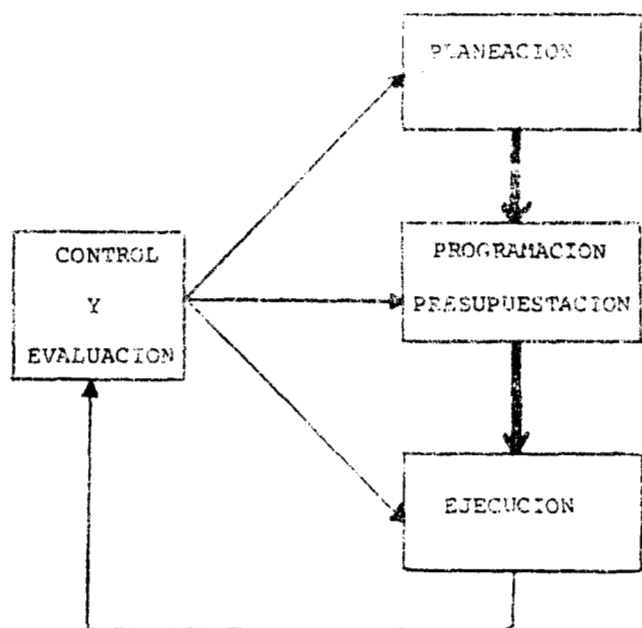 PLANEACION
CONTROL
Y
EVALUACION
PROGRAMACION
PRESUPUESTACION
EJECUCION